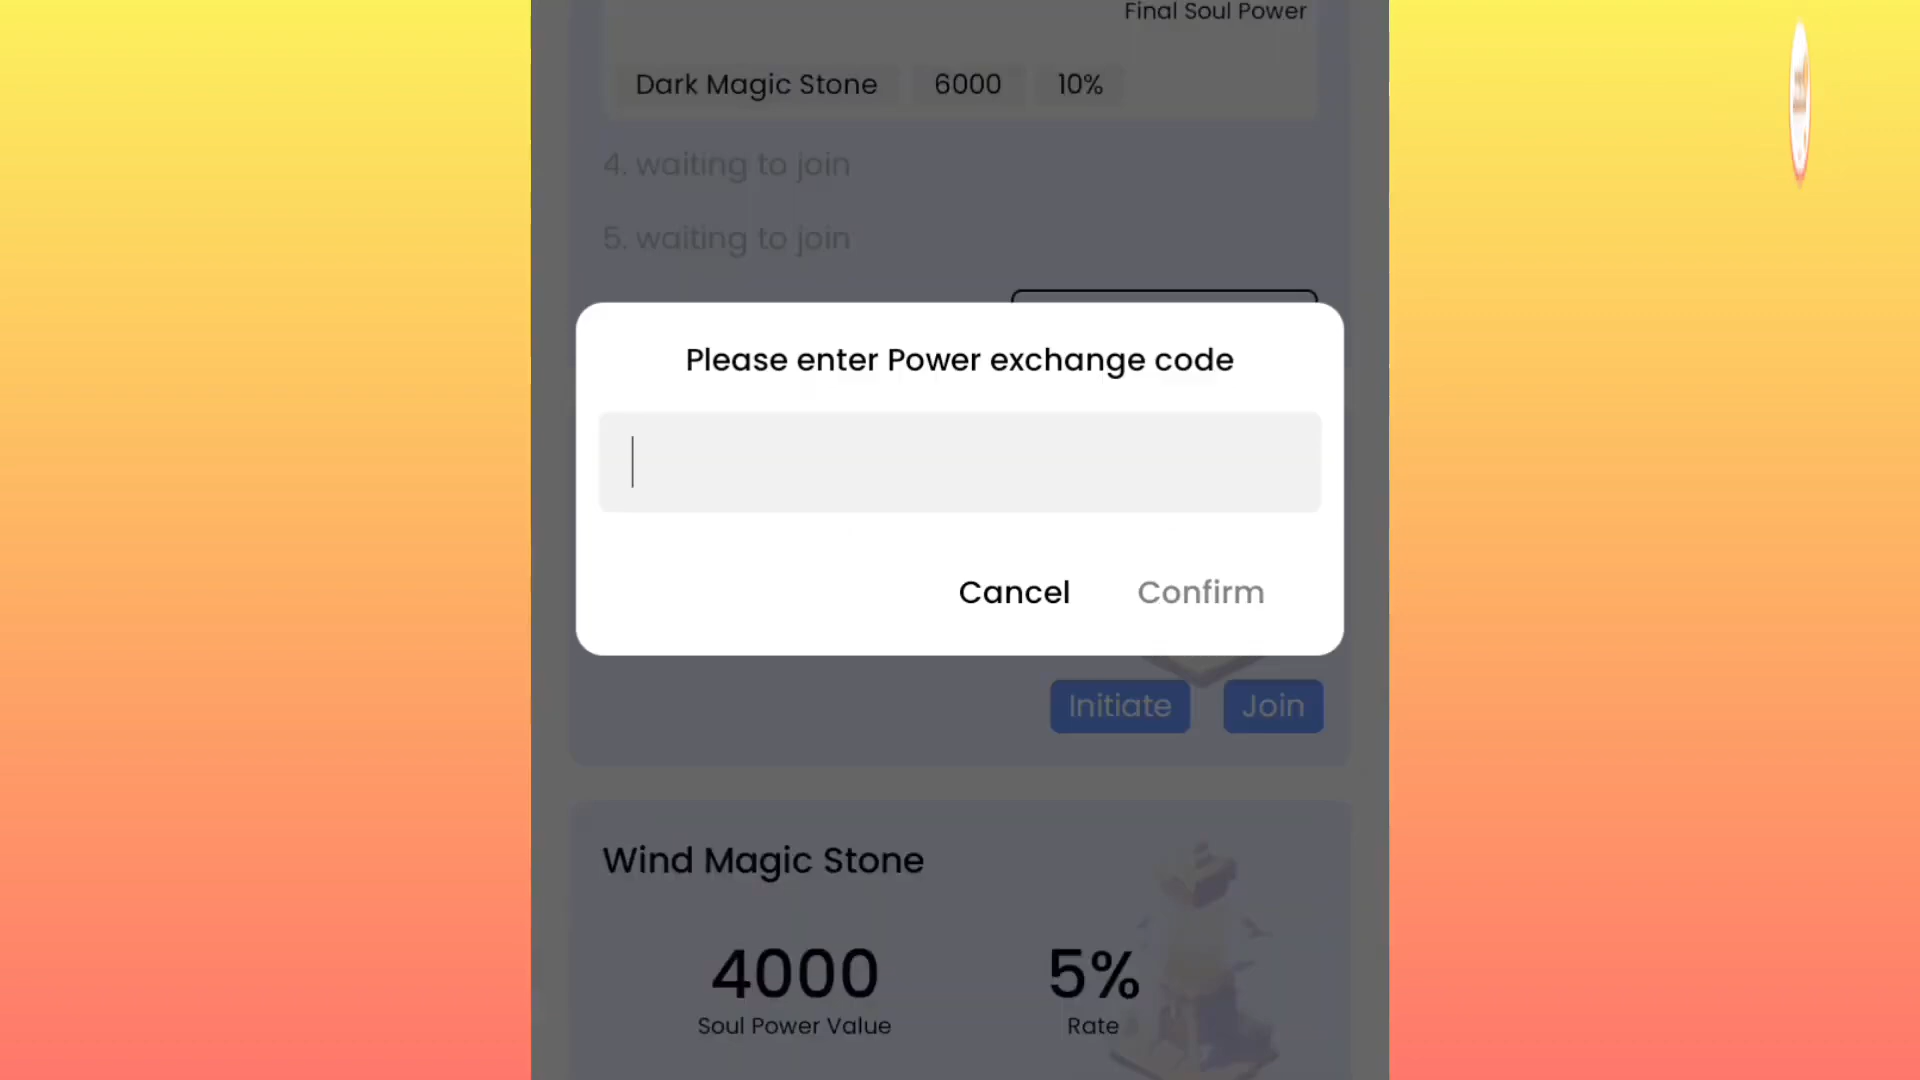 Final Soul Power
Dark Magic Stone 6000 10%
4. waiting to join
5. waiting to join
Please enter Power exchange code
Cancel Confirm
Initiate Join
Wind Magic Stone
4000 5%
Soul Power Value Rate